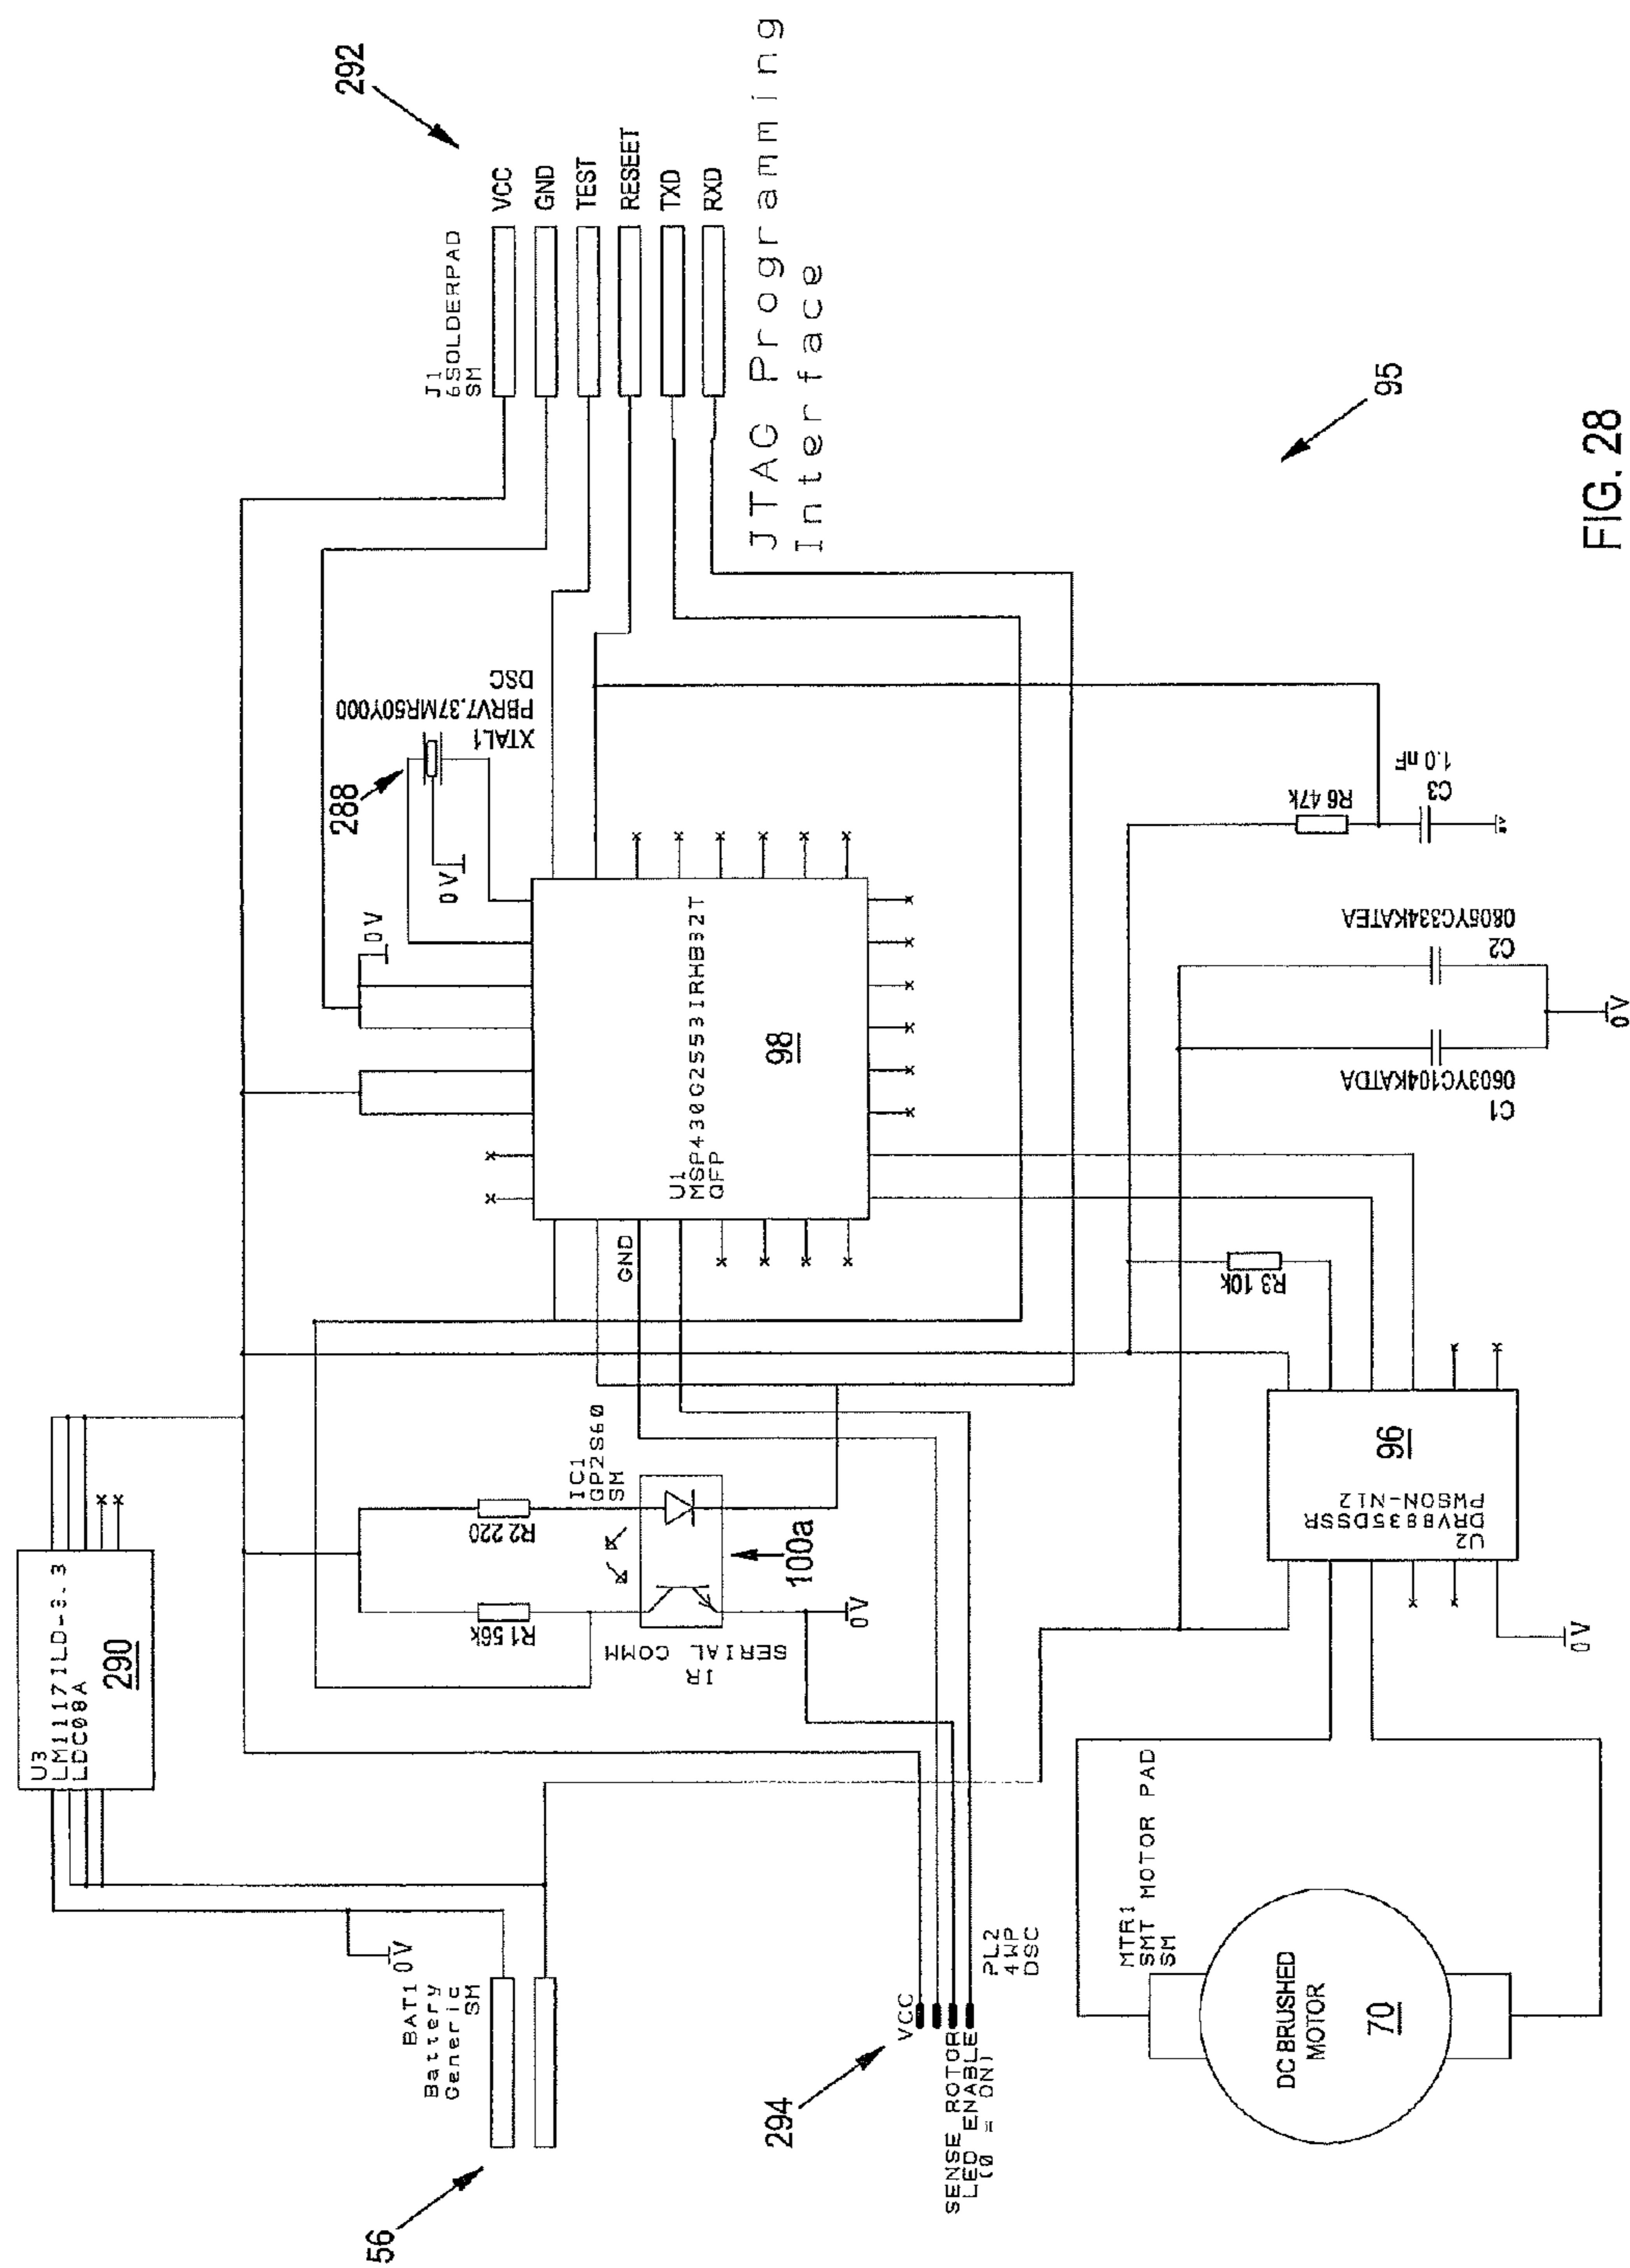 56
BAT1
Battery
Generic
SM
0V
U3
LM1117ILD-3.3
LDC08A
290
294
VCC
SENSE ROTOR
LED ENABLE
(0 = ON)
PL2
4WP
DSC
R1 56k
R2 220
IC1
GP2S60
SM
IR
SERIAL COMM
100a
0V
GND
U1
MSP430G2553IRHB32T
QFP
98
0V
0V
288
XTAL1
PBRV7.37MR50Y000
DSC
J1
6SOLDERPAD
SM
292
VCC
GND
TEST
RESEET
TXD
RXD
JTAG Programming
Interface
MTR1
SMT MOTOR PAD
SM
DC BRUSHED
MOTOR
70
U2
DRV8835DSSR
PWSON-N12
96
0V
R3 10k
C1
0603YC104KATDA
C2
0805YC334KATEA
0V
R6 47k
C3
1.0 nF
95
FIG. 28